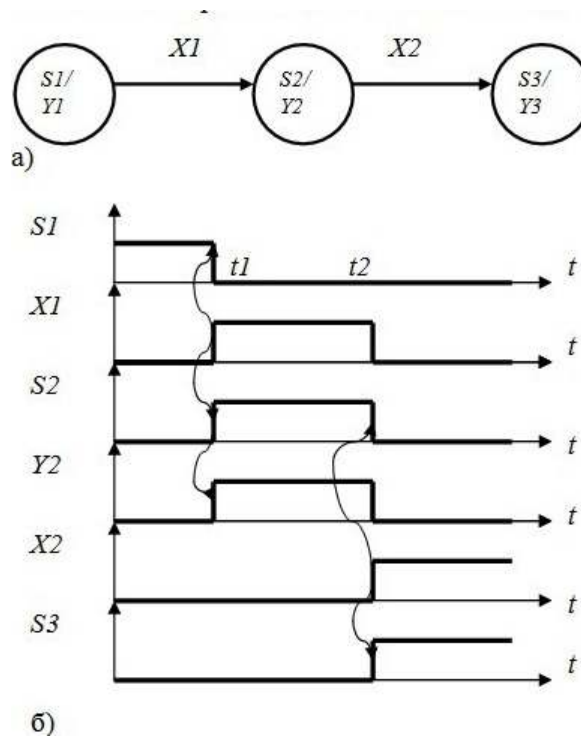 X1 X2
S1/ S2/ S3/
Y1 Y2 Y3
а)
S1
t1 t2 t
X1
t
S2
t
Y2
t
X2
t
S3
t
б)